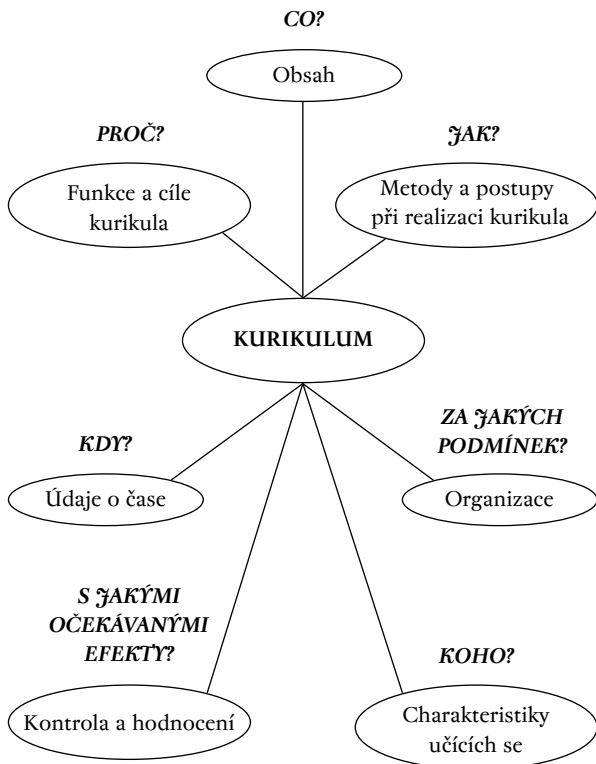 CO?
Obsah
PROČ?
Funkce a cíle
kurikula
JAK?
Metody a postupy
při realizaci kurikula
KURIKULUM
KDY?
Údaje o čase
ZA JAKÝCH
PODMÍNEK?
Organizace
S JAKÝMI
OČEKÁVANÝMI
EFEKTY?
Kontrola a hodnocení
KOHO?
Charakteristiky
učících se